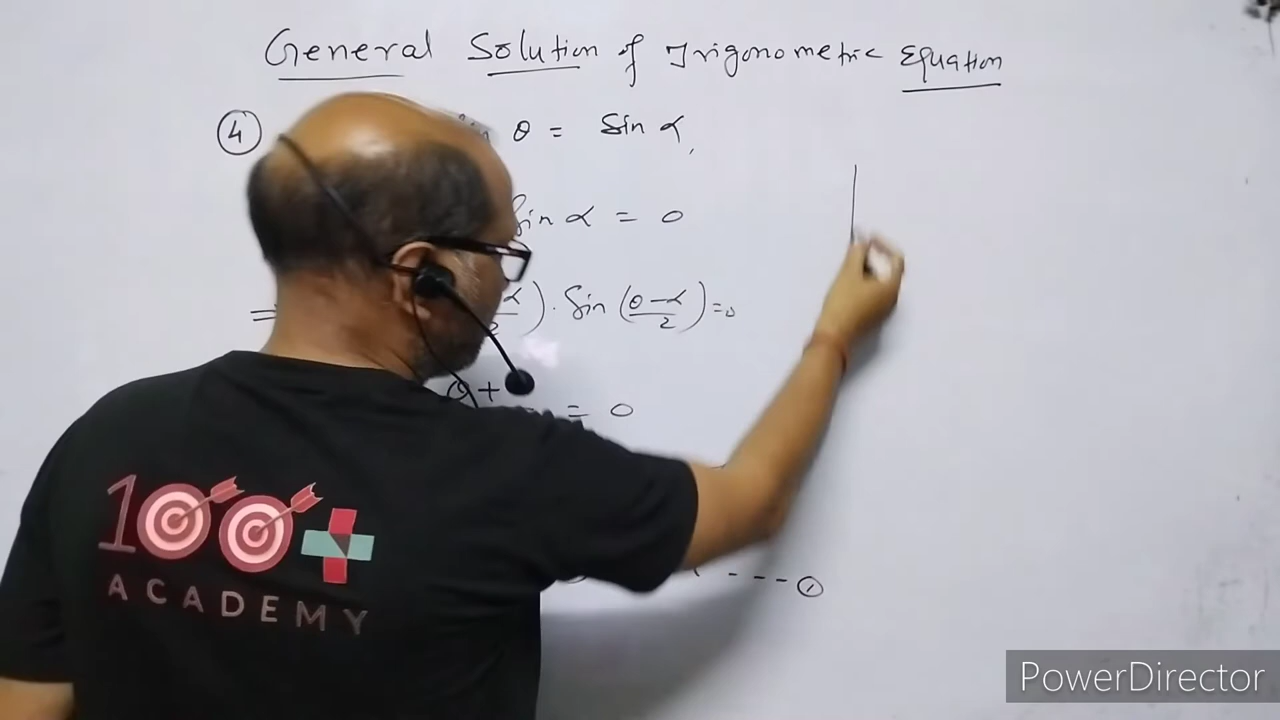 General Solution of Trigonometric Equation
④ θ = Sin α,
Sin α = 0
⇒ ) · Sin (θ-α/2) = 0
θ + = 0
---①
100+
ACADEMY
PowerDirector